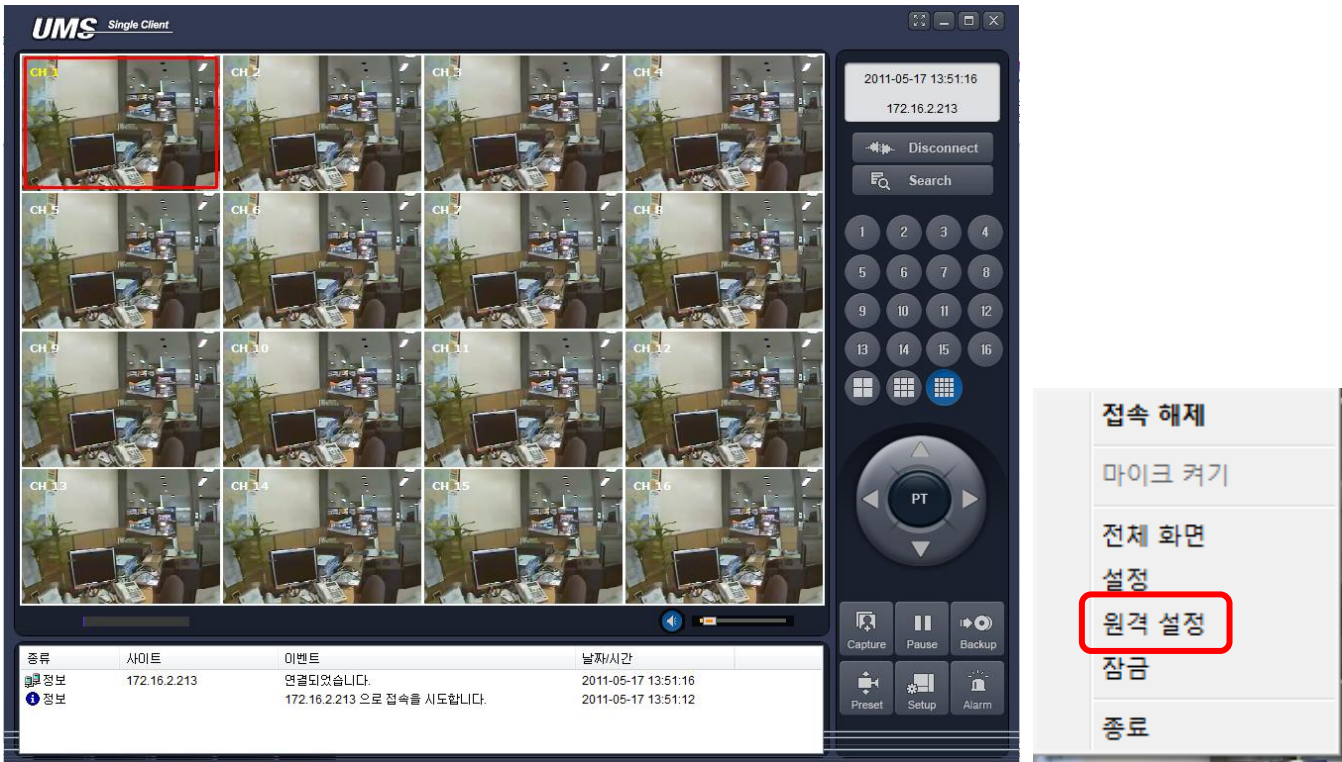 UMS Single Client
CH 1
CH 2
CH 3
CH 4
CH 5
CH 6
CH 7
CH 8
CH 9
CH 10
CH 11
CH 12
CH 13
CH 14
CH 15
CH 16
2011-05-17 13:51:16
172.16.2.213
Disconnect
Search
1 2 3 4
5 6 7 8
9 10 11 12
13 14 15 16
PT
Capture Pause Backup
Preset Setup Alarm
종류 사이트 이벤트 날짜/시간
정보 172.16.2.213 연결되었습니다. 2011-05-17 13:51:16
정보 172.16.2.213 으로 접속을 시도합니다. 2011-05-17 13:51:12
접속 해제
마이크 켜기
전체 화면
설정
원격 설정
잠금
종료